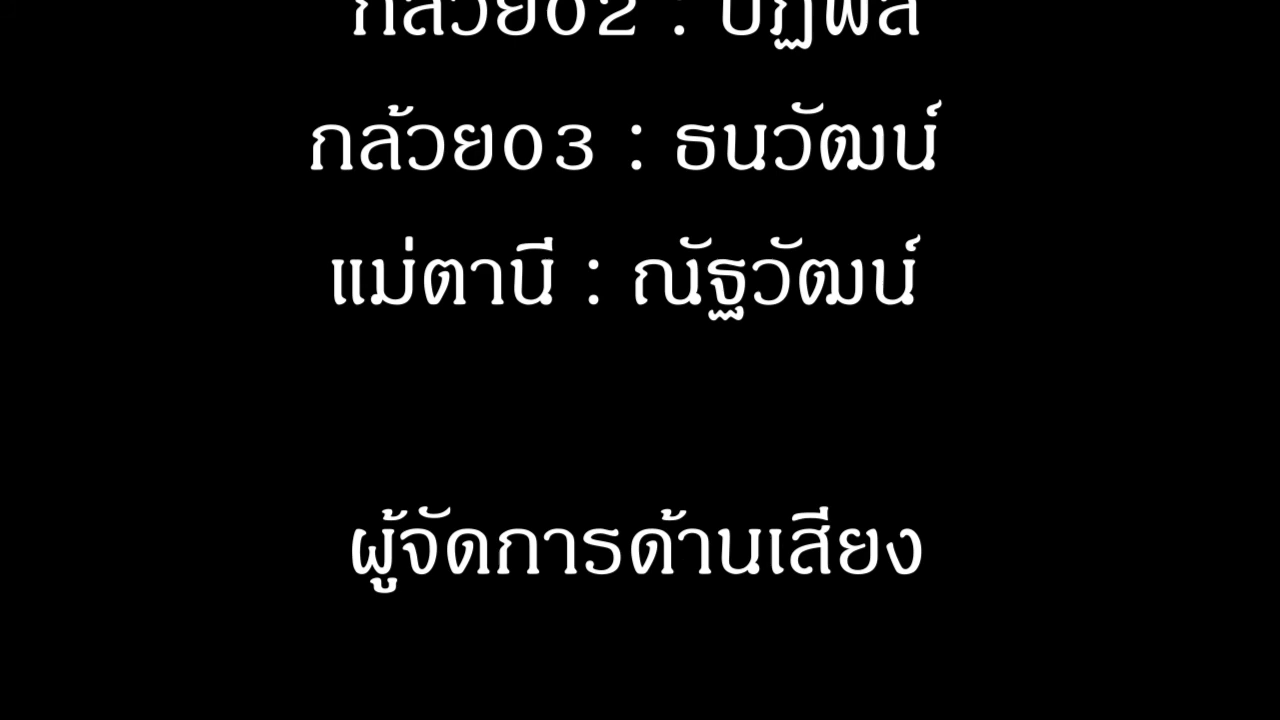 กล้วย03 : ธนวัฒน์
แม่ตานี : ณัฐวัฒน์
ผู้จัดการด้านเสียง